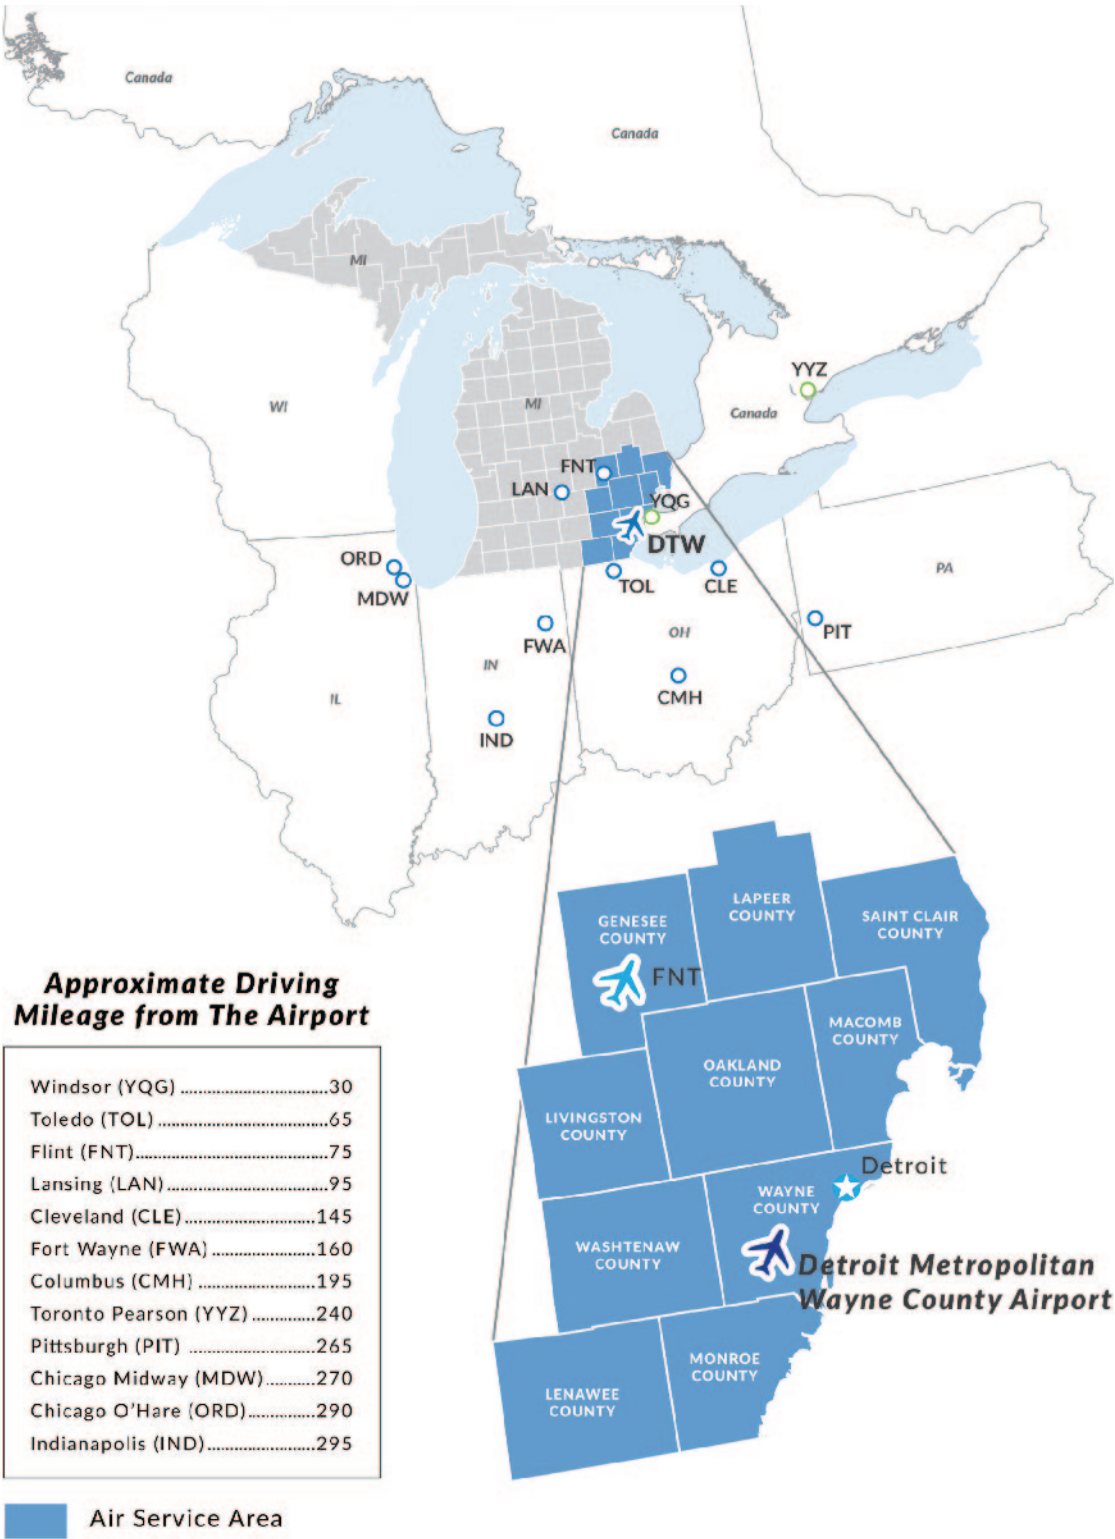 Canada
Canada
MI
YYZ
WI
MI
Canada
FNT
LAN
YQG
DTW
ORD
MDW
TOL
CLE
PA
FWA
OH
PIT
IN
IL
CMH
IND
LAPEER
COUNTY
GENESEE
COUNTY
SAINT CLAIR
COUNTY
FNT
MACOMB
COUNTY
OAKLAND
COUNTY
LIVINGSTON
COUNTY
Detroit
WAYNE
COUNTY
WASHTENAW
COUNTY
Detroit Metropolitan
Wayne County Airport
MONROE
COUNTY
LENAWEE
COUNTY
Approximate Driving
Mileage from The Airport
Windsor (YQG) ..............................30
Toledo (TOL) ..................................65
Flint (FNT)......................................75
Lansing (LAN)..............................95
Cleveland (CLE)..........................145
Fort Wayne (FWA) .....................160
Columbus (CMH) .......................195
Toronto Pearson (YYZ) ..............240
Pittsburgh (PIT) .........................265
Chicago Midway (MDW)..........270
Chicago O'Hare (ORD).............290
Indianapolis (IND)......................295
Air Service Area